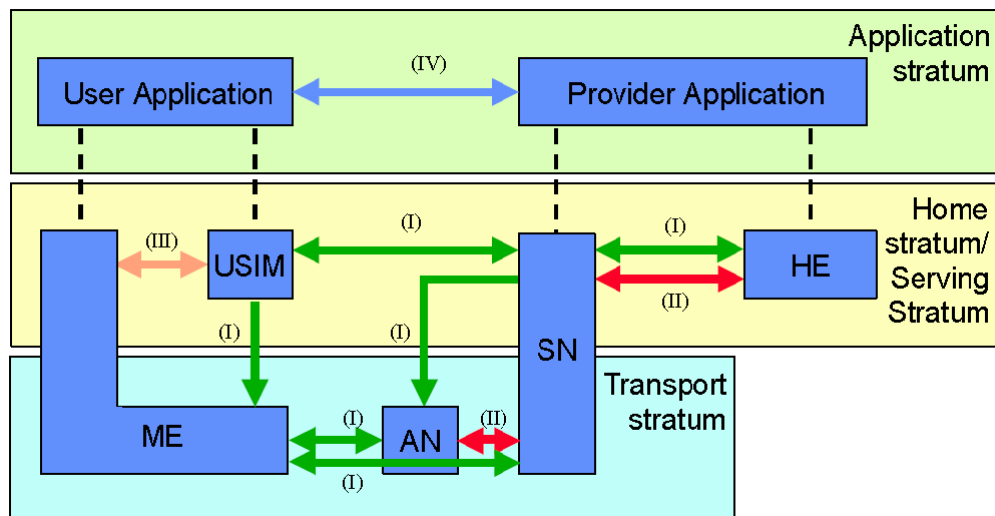 Application
stratum
(IV)
User Application
Provider Application
Home
stratum/
Serving
Stratum
(I)
(I)
(III)
USIM
HE
(II)
(I)
(I)
SN
Transport
stratum
ME
(I)
AN
(II)
(I)